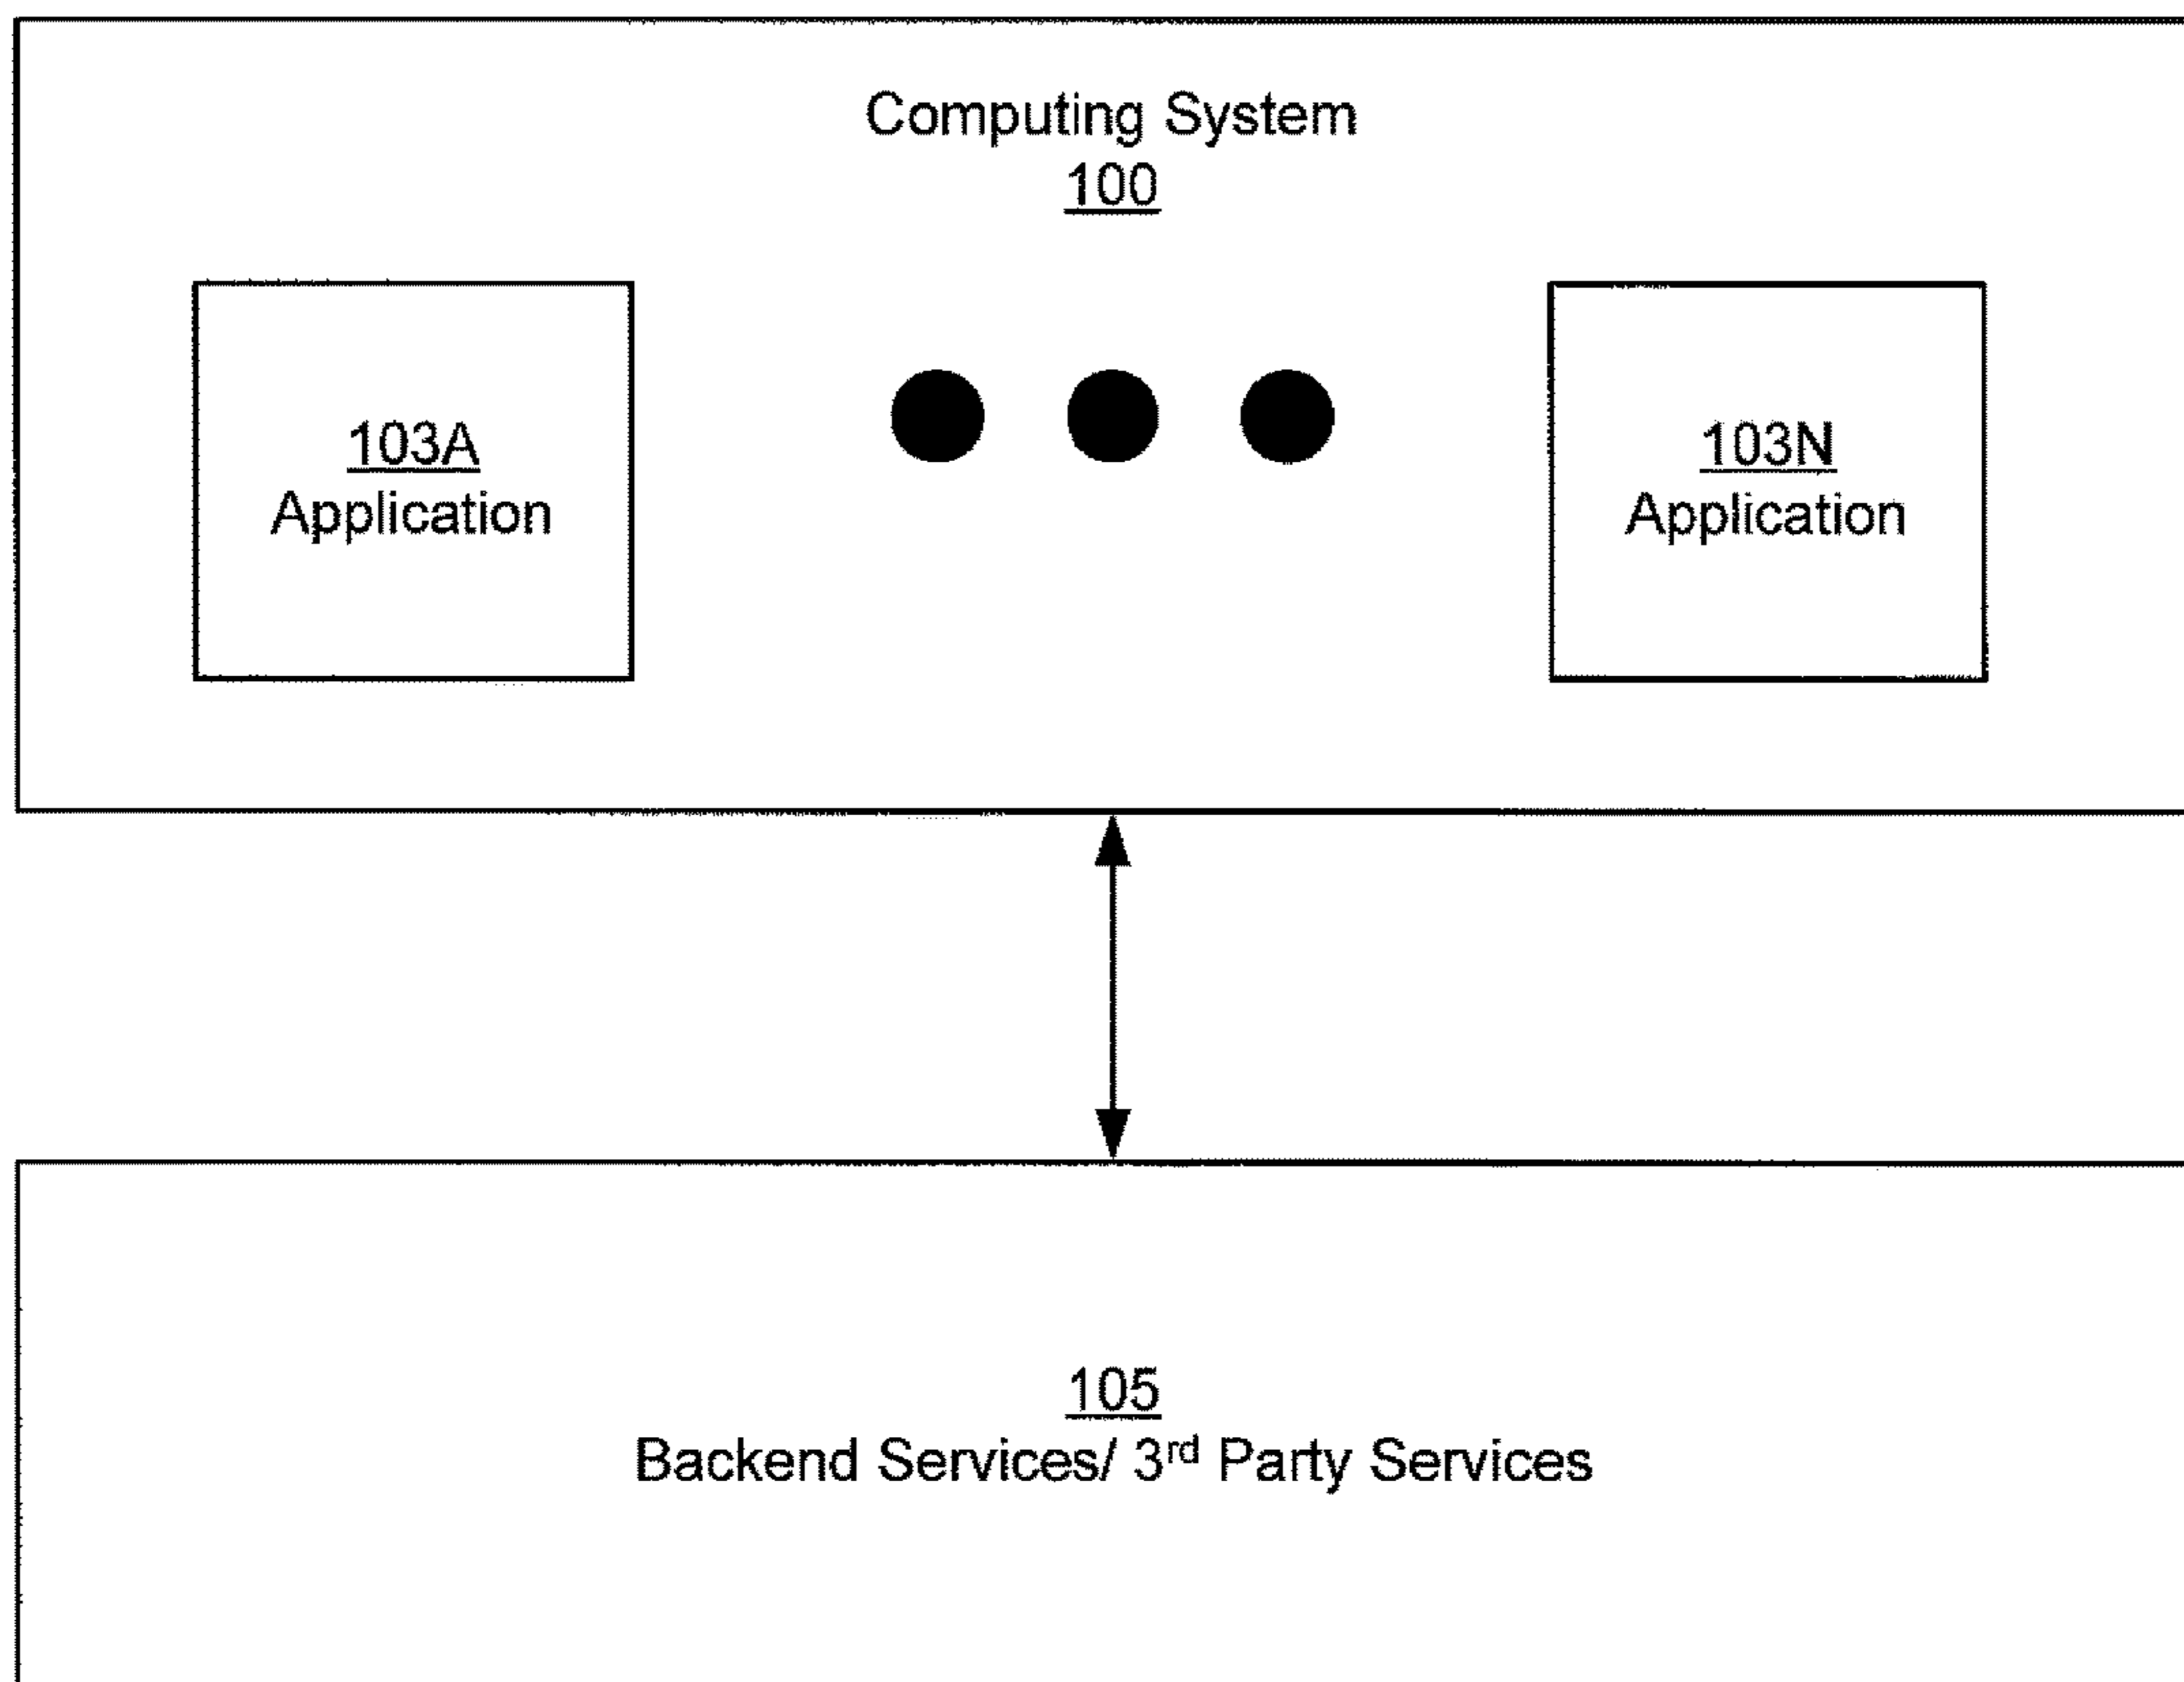 Computing System
100
103A
Application
103N
Application
105
Backend Services/ 3rd Party Services